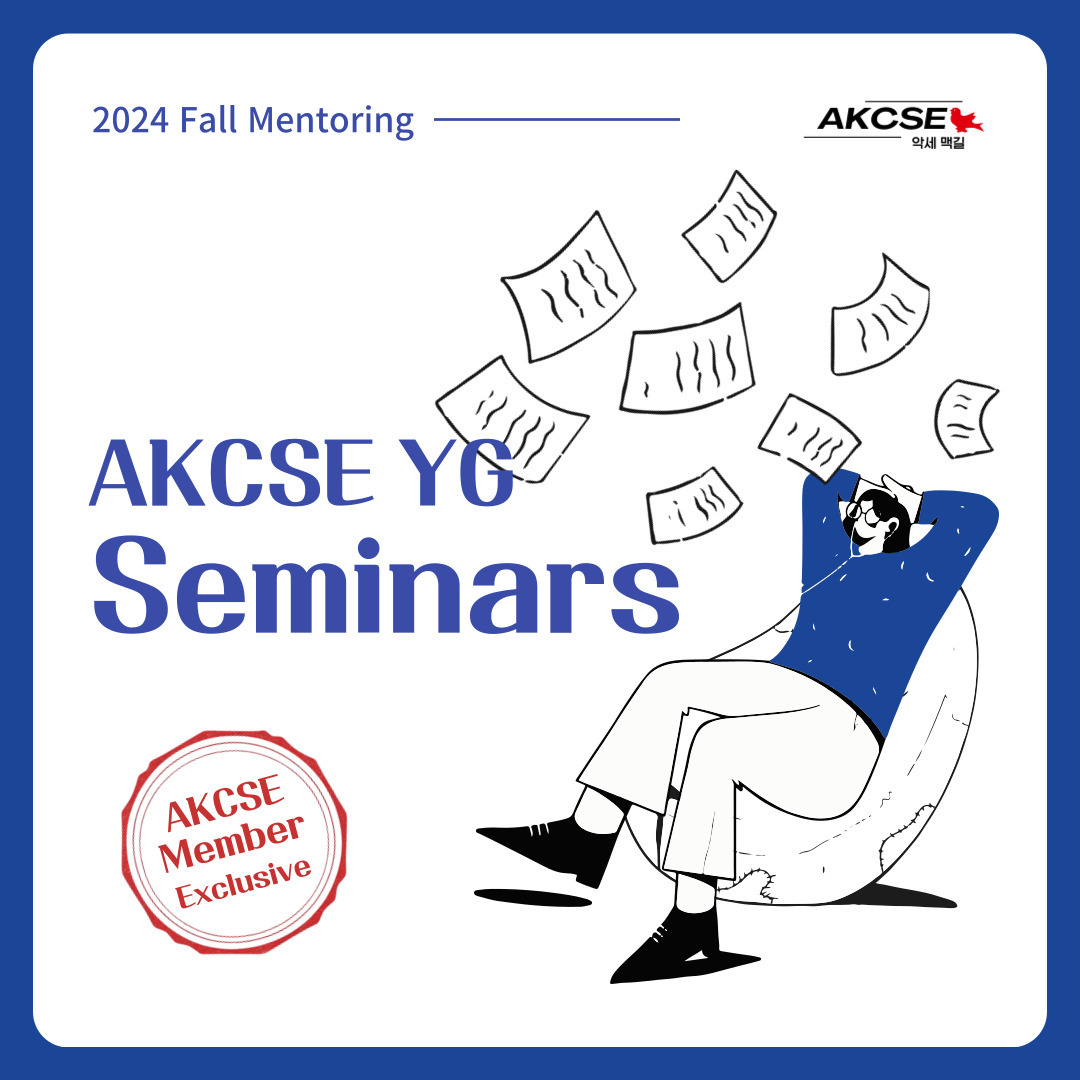 2024 Fall Mentoring
AKCSE
악세 맥길
AKCSE YG
Seminars
AKCSE
Member
Exclusive